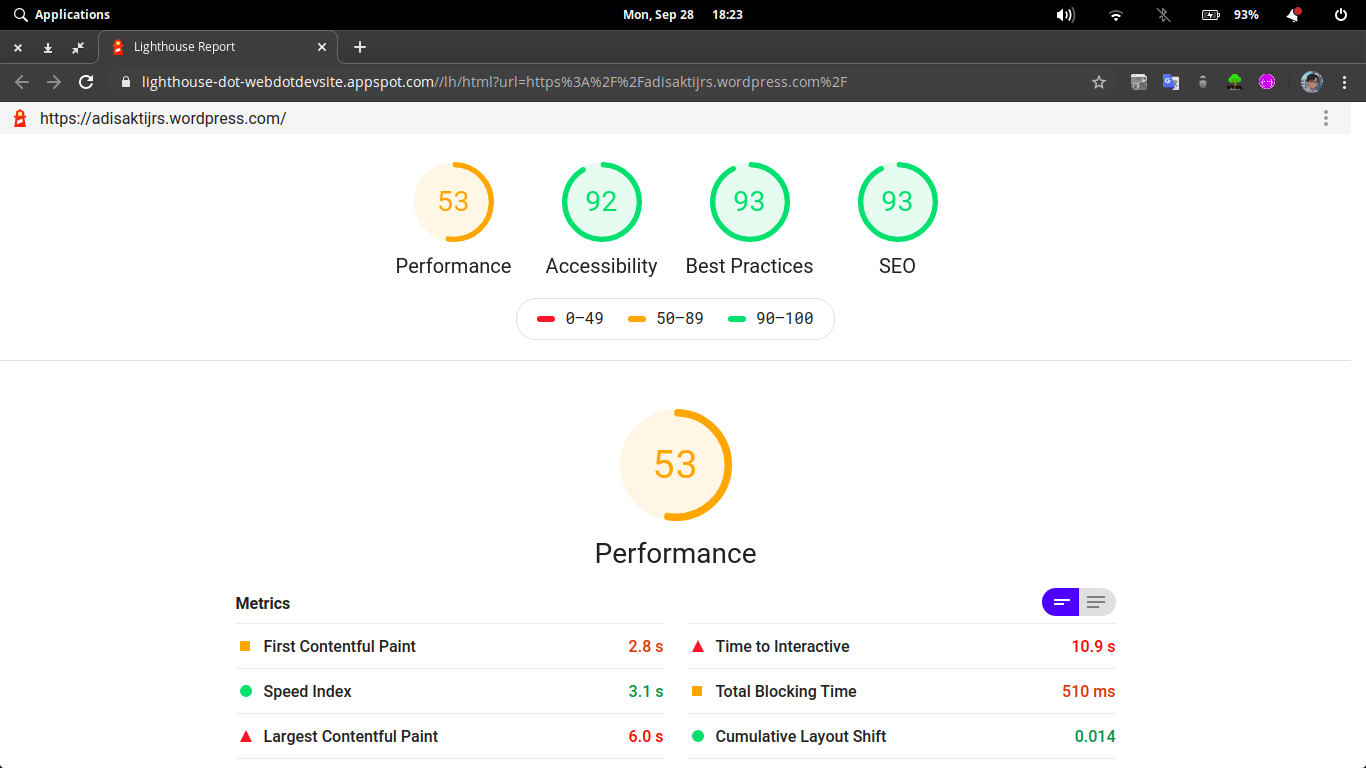 Applications
Mon, Sep 28 18:23
93%
Lighthouse Report
lighthouse-dot-webdotdevsite.appspot.com//lh/html?url=https%3A%2F%2Fadisaktijrs.wordpress.com%2F
https://adisaktijrs.wordpress.com/
53 92 93 93
Performance Accessibility Best Practices SEO
0–49 50–89 90–100
53
Performance
Metrics
First Contentful Paint 2.8 s
Time to Interactive 10.9 s
Speed Index 3.1 s
Total Blocking Time 510 ms
Largest Contentful Paint 6.0 s
Cumulative Layout Shift 0.014